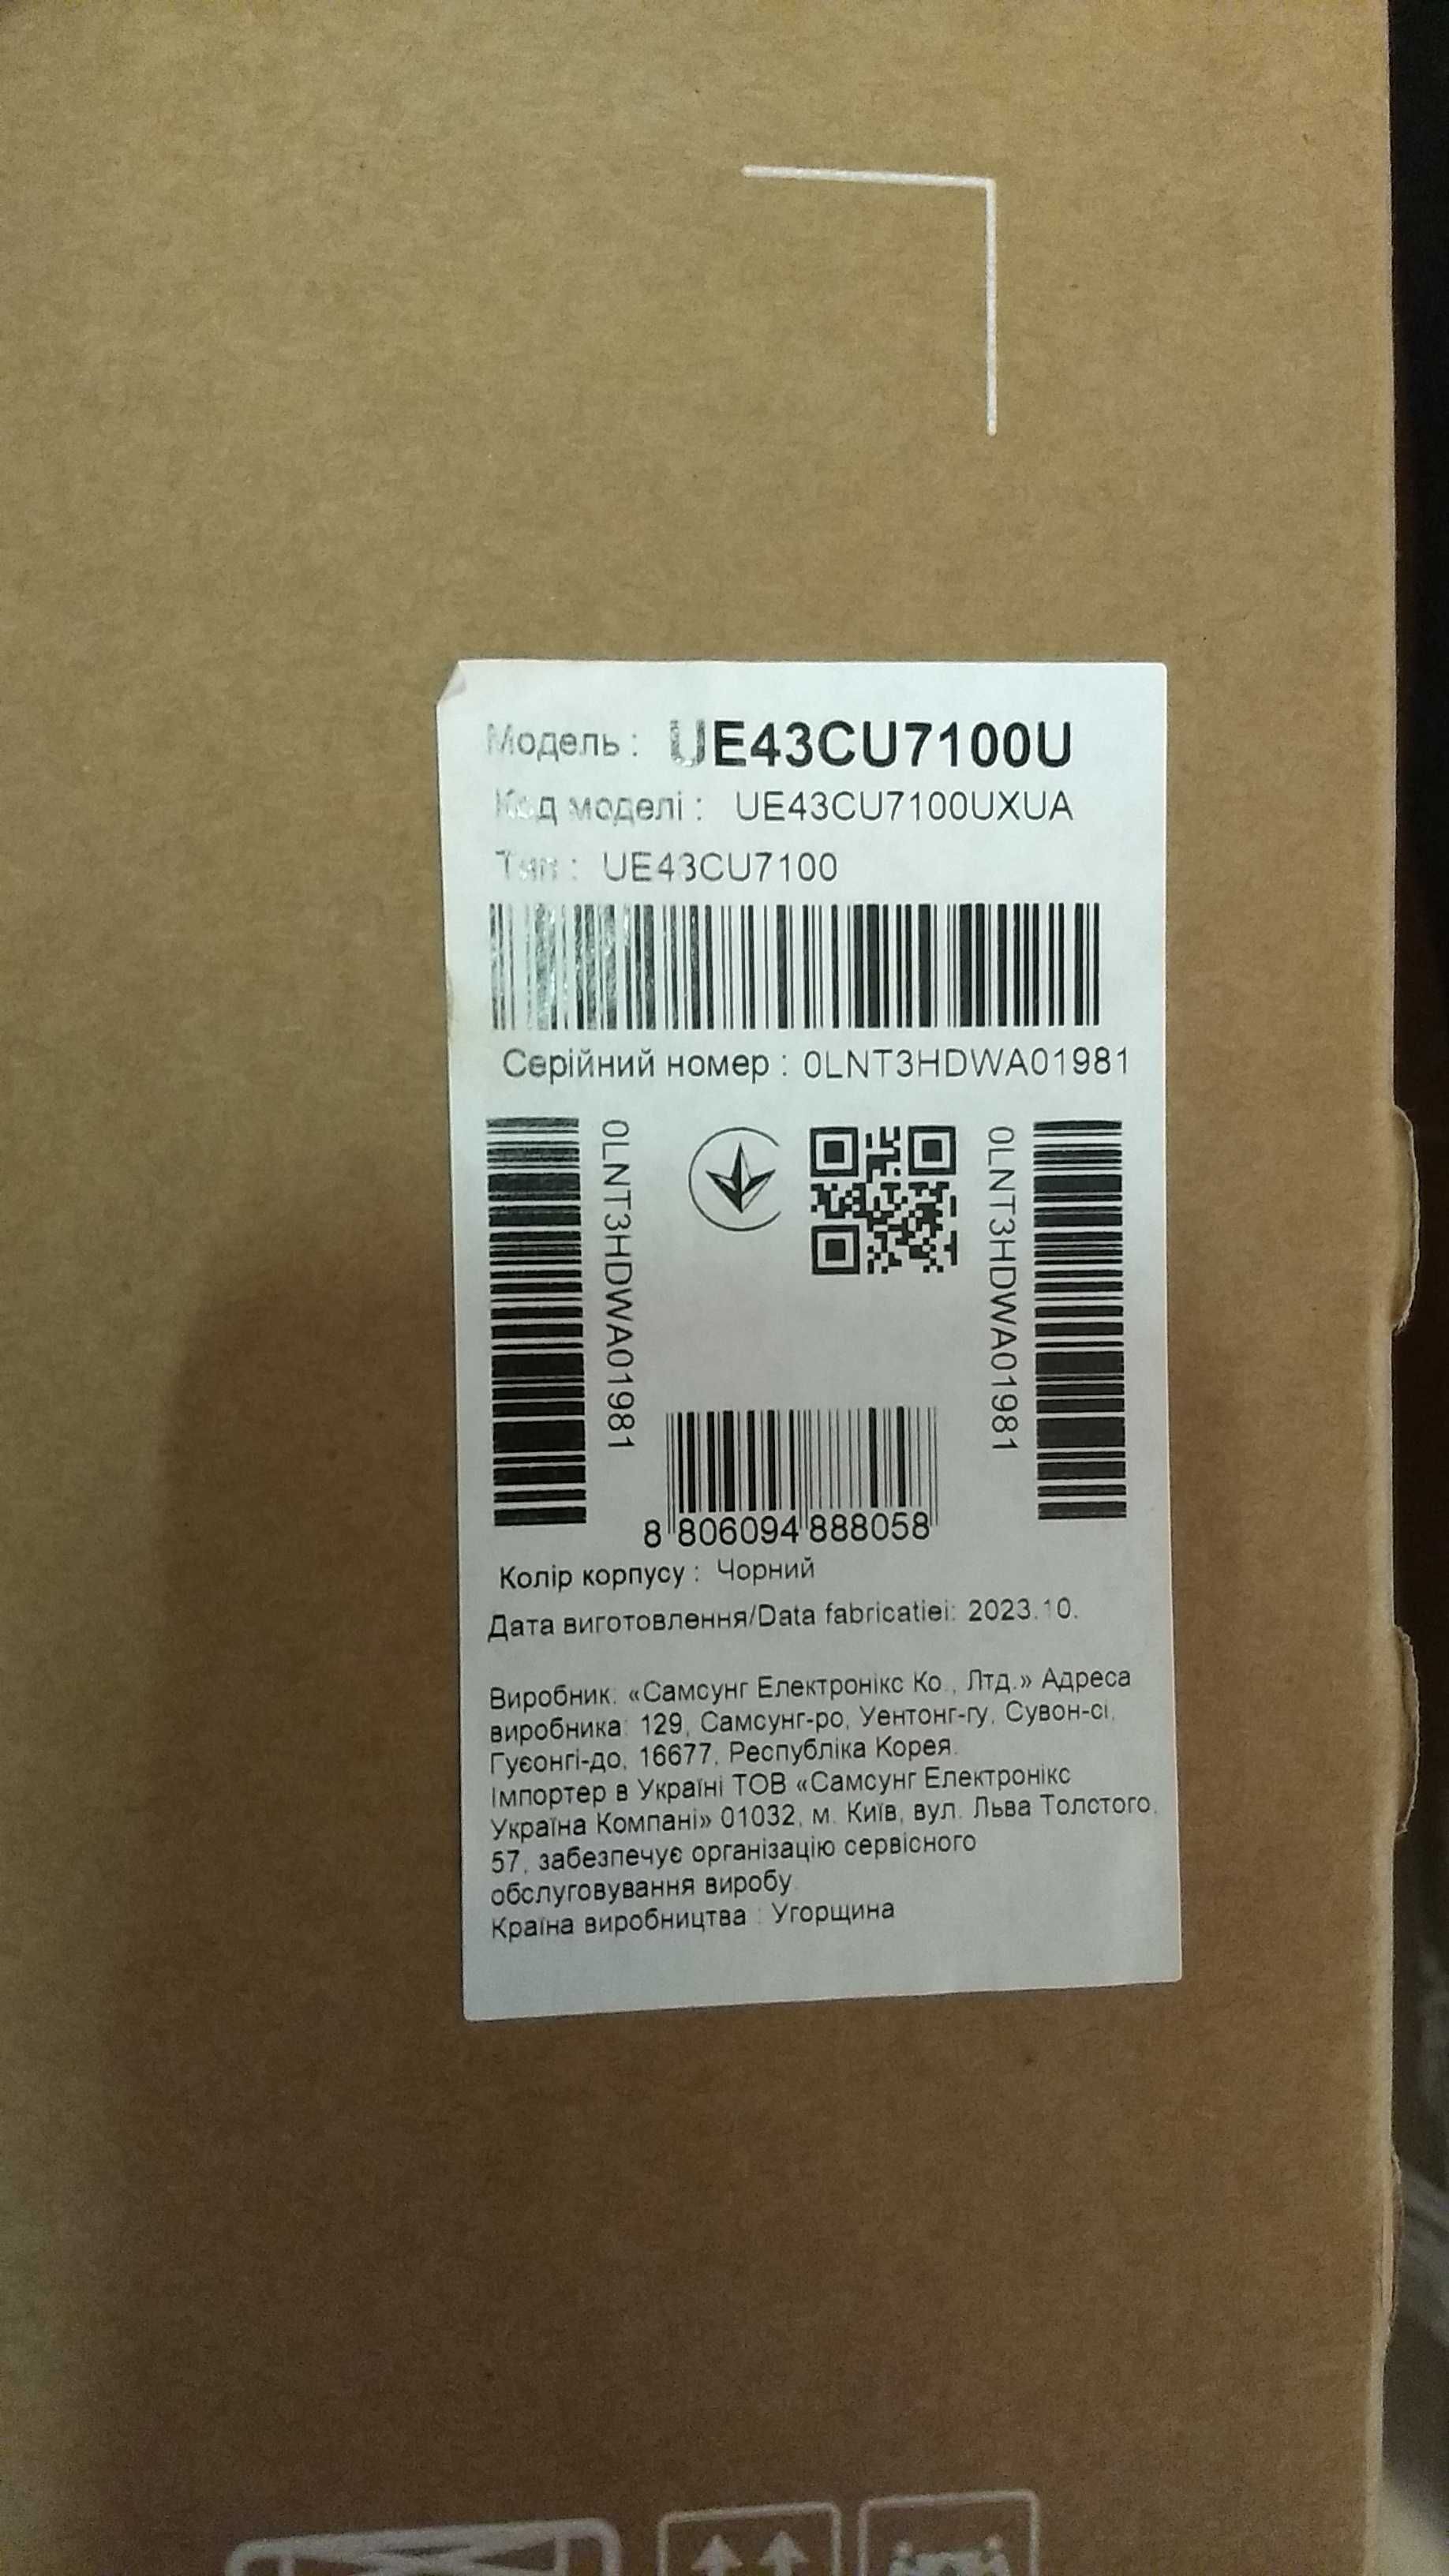 Модель : UE43CU7100U
Код моделі : UE43CU7100UXUA
Тип : UE43CU7100
Серійний номер : 0LNT3HDWA01981
0LNT3HDWA01981
0LNT3HDWA01981
8 806094 888058
Колір корпусу : Чорний
Дата виготовлення/Data fabricatiei: 2023.10.
Виробник: «Самсунг Електронікс Ко., Лтд.» Адреса
виробника: 129, Самсунг-ро, Уентонг-гу, Сувон-сі,
Гуєонгі-до, 16677, Республіка Корея.
Імпортер в Україні ТОВ «Самсунг Електронікс
Україна Компані» 01032, м. Київ, вул. Льва Толстого,
57, забезпечує організацію сервісного
обслуговування виробу.
Країна виробництва : Угорщина